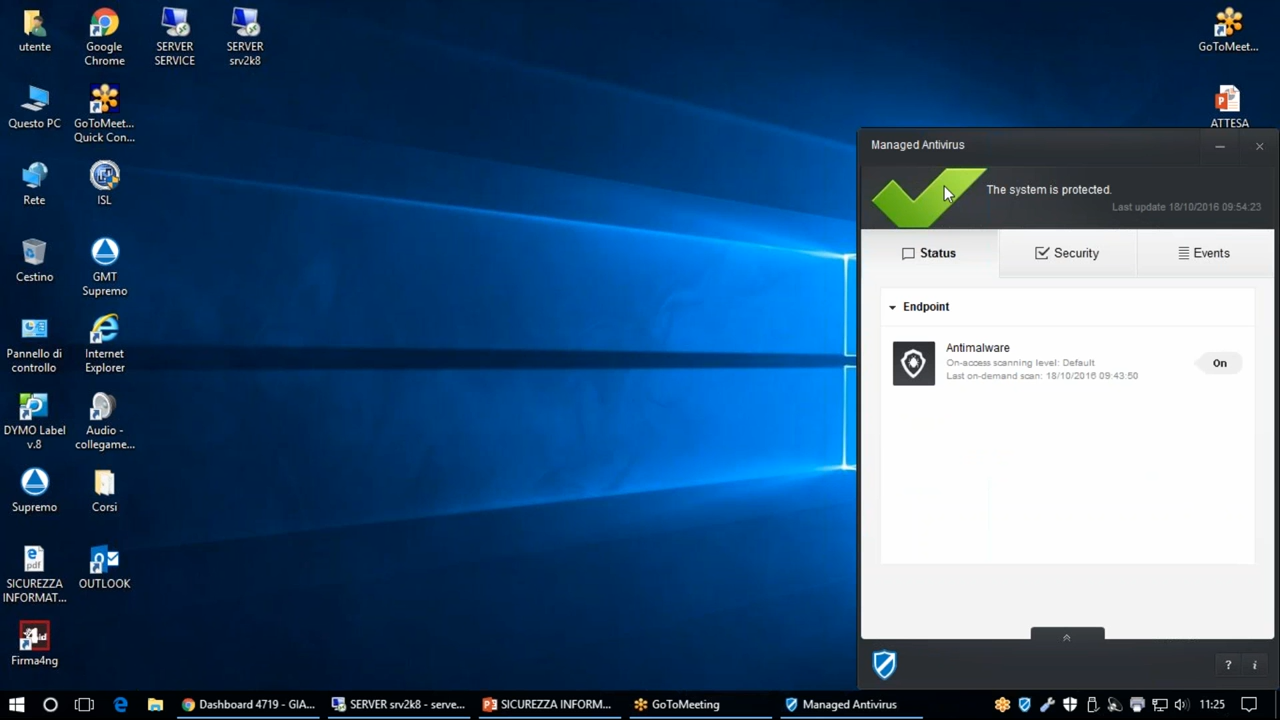 utente
Google
Chrome
SERVER
SERVICE
SERVER
srv2k8
GoToMeet...
Questo PC
GoToMeet...
Quick Con...
ATTESA
Rete
ISL
Cestino
GMT
Supremo
Pannello di
controllo
Internet
Explorer
DYMO Label
v.8
Audio -
collegame...
Supremo
Corsi
SICUREZZA
INFORMAT...
OUTLOOK
Firma4ng
Managed Antivirus
The system is protected.
Last update 18/10/2016 09:54:23
Status
Security
Events
Endpoint
Antimalware
On-access scanning level: Default
Last on-demand scan: 18/10/2016 09:43:50
On
Dashboard 4719 - GIA...
SERVER srv2k8 - serve...
SICUREZZA INFORM...
GoToMeeting
Managed Antivirus
11:25